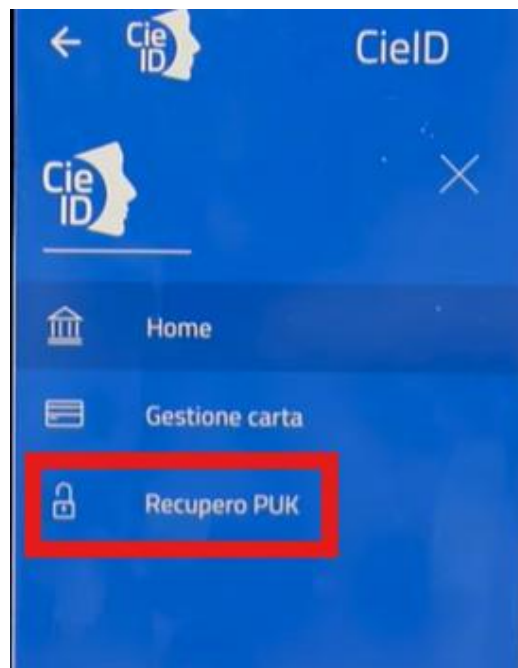 Cie
ID
CieID
Cie
ID
Home
Gestione carta
Recupero PUK